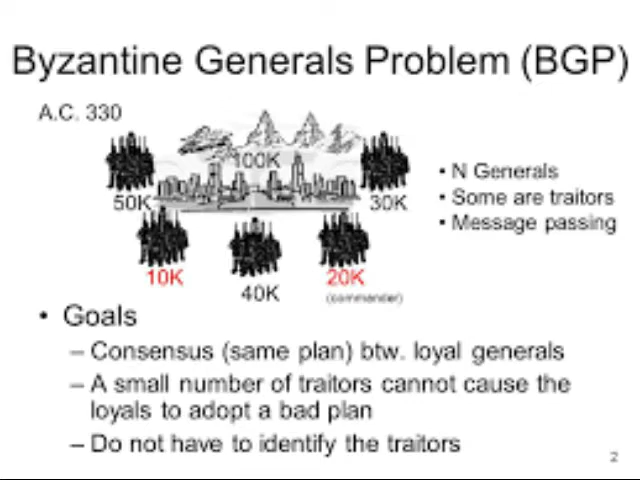 Byzantine Generals Problem (BGP)
A.C. 330
100K
50K
30K
• N Generals
• Some are traitors
• Message passing
10K
40K
20K
(commander)
• Goals
– Consensus (same plan) btw. loyal generals
– A small number of traitors cannot cause the
loyals to adopt a bad plan
– Do not have to identify the traitors
2